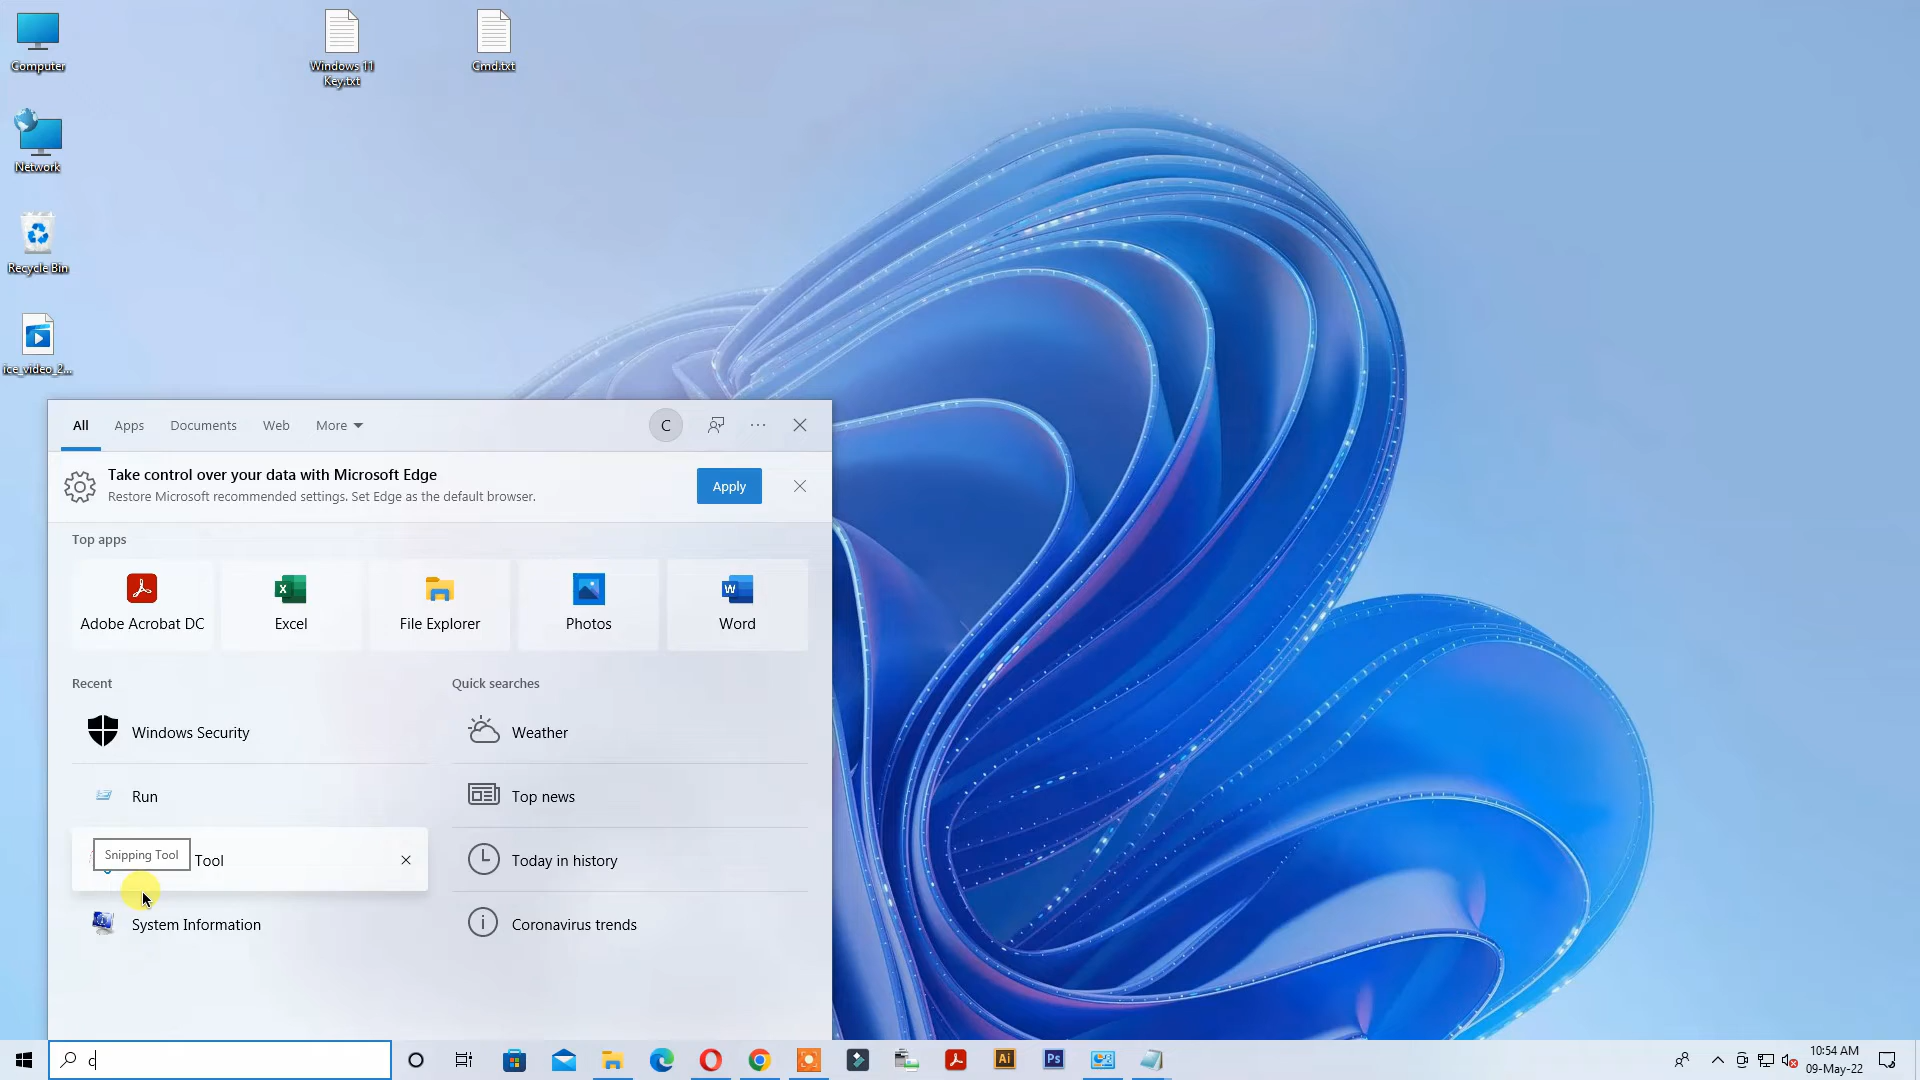 Computer
Windows 11
Key.txt
Cmd.txt
Network
Recycle Bin
ice_video_2...
All
Apps
Documents
Web
More
C
Take control over your data with Microsoft Edge
Restore Microsoft recommended settings. Set Edge as the default browser.
Apply
Top apps
Adobe Acrobat DC
Excel
File Explorer
Photos
Word
Recent
Quick searches
Windows Security
Weather
Run
Top news
Snipping Tool
Tool
Today in history
System Information
Coronavirus trends
c
Ai
Ps
10:54 AM
09-May-22